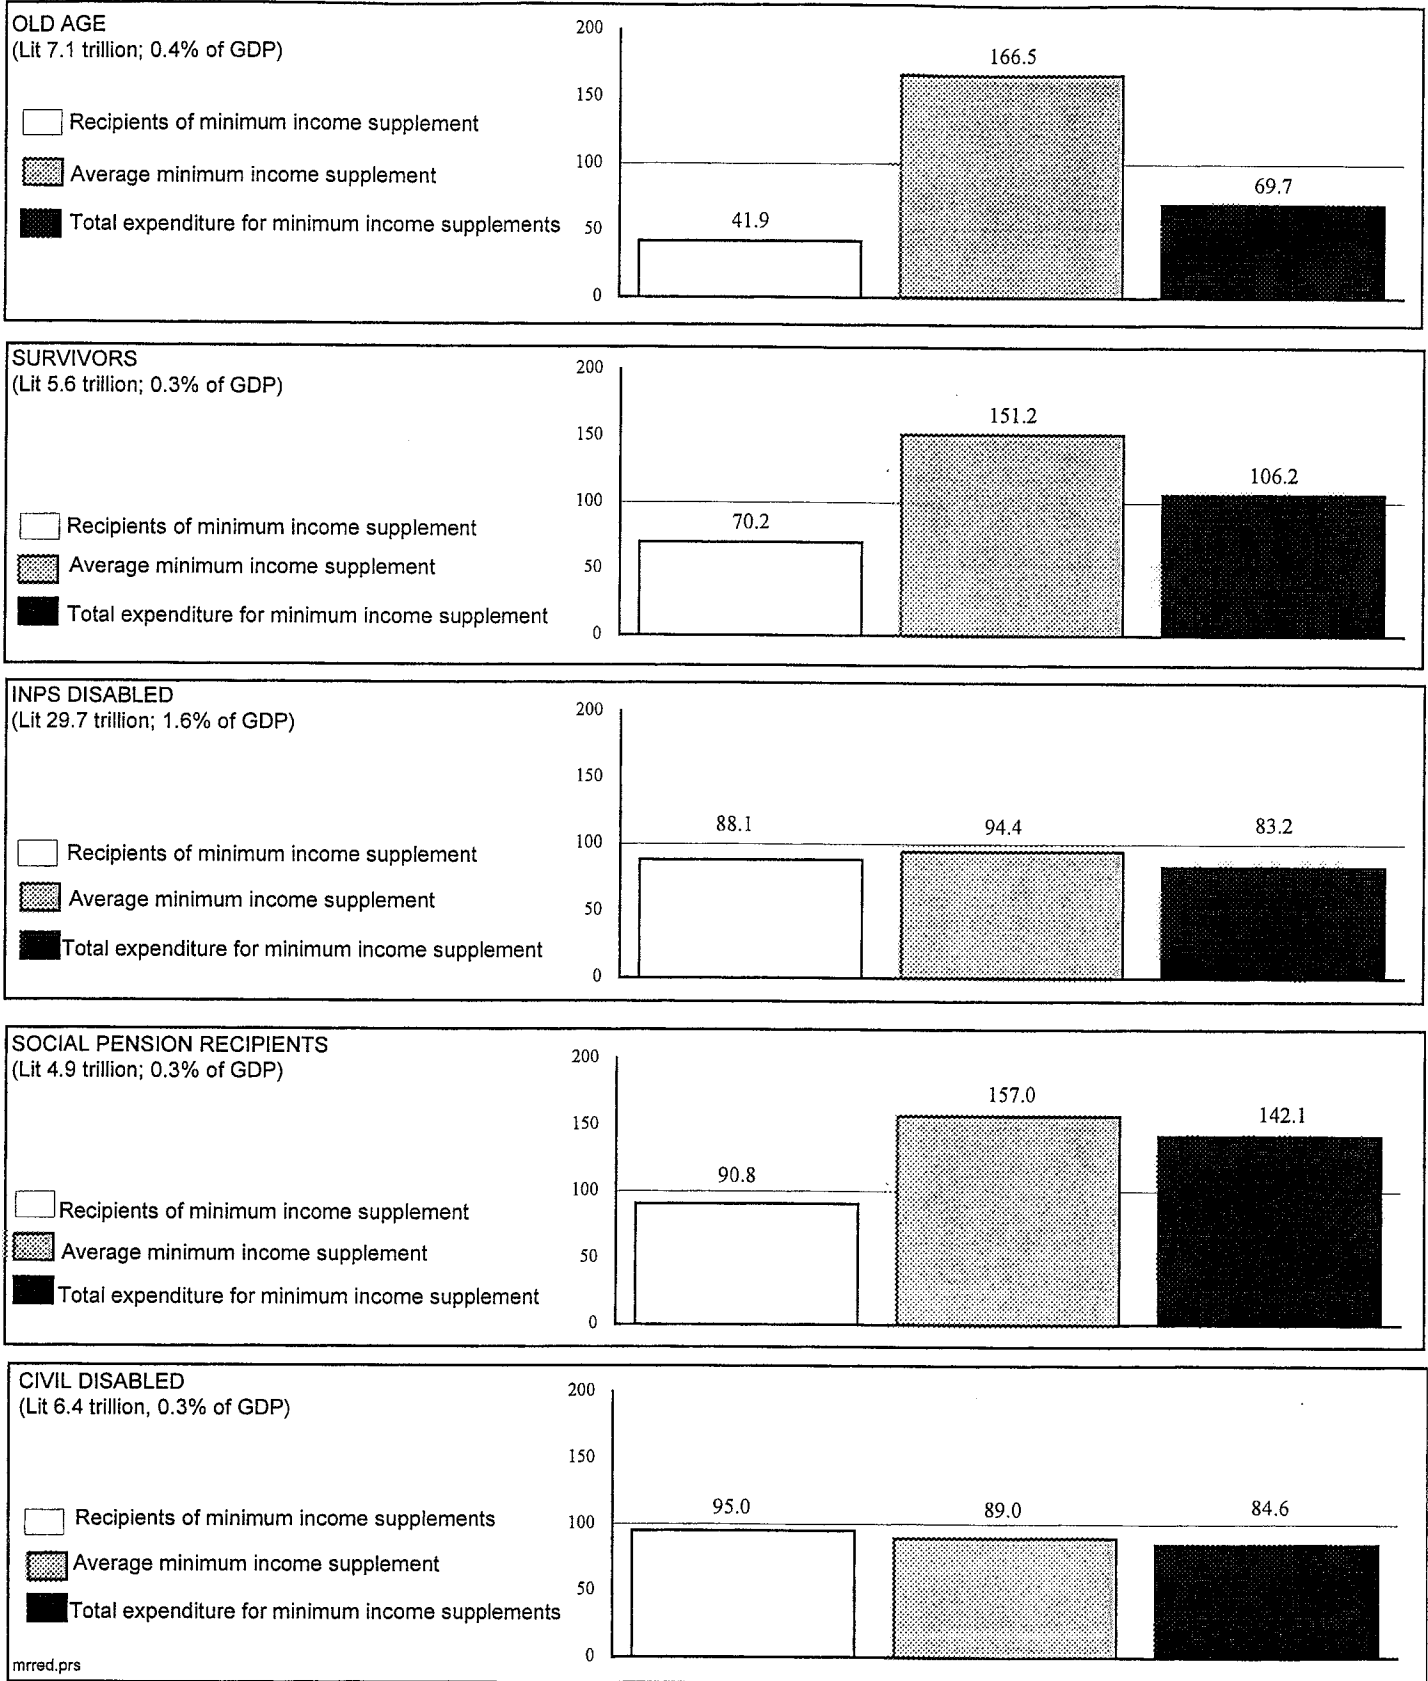 OLD AGE
(Lit 7.1 trillion; 0.4% of GDP)
Recipients of minimum income supplement
Average minimum income supplement
Total expenditure for minimum income supplements
200
150
100
50
0
41.9
166.5
69.7
SURVIVORS
(Lit 5.6 trillion; 0.3% of GDP)
Recipients of minimum income supplement
Average minimum income supplement
Total expenditure for minimum income supplement
200
150
100
50
0
70.2
151.2
106.2
INPS DISABLED
(Lit 29.7 trillion; 1.6% of GDP)
Recipients of minimum income supplement
Average minimum income supplement
Total expenditure for minimum income supplement
200
150
100
50
0
88.1
94.4
83.2
SOCIAL PENSION RECIPIENTS
(Lit 4.9 trillion; 0.3% of GDP)
Recipients of minimum income supplement
Average minimum income supplement
Total expenditure for minimum income supplement
200
150
100
50
0
90.8
157.0
142.1
CIVIL DISABLED
(Lit 6.4 trillion, 0.3% of GDP)
Recipients of minimum income supplements
Average minimum income supplement
Total expenditure for minimum income supplements
200
150
100
50
0
95.0
89.0
84.6
mrred.prs